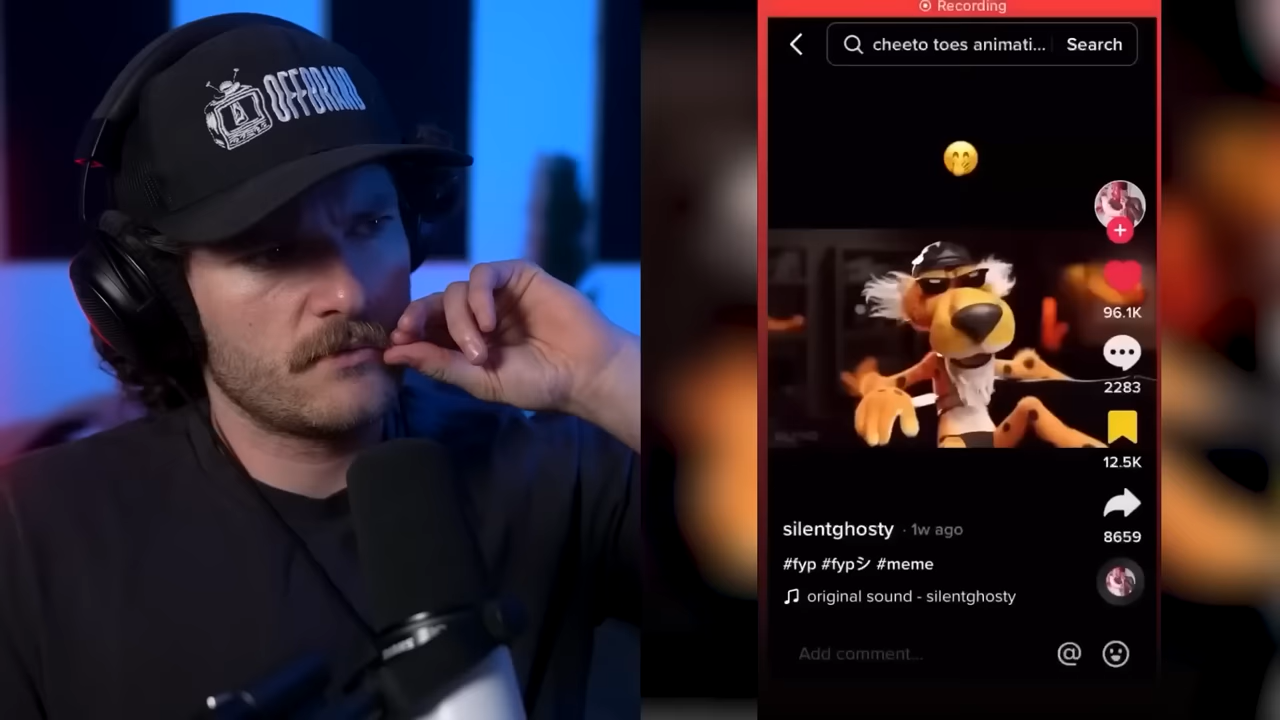 OFFBRAND
Recording
cheeto toes animati... Search
96.1K
2283
12.5K
8659
silentghosty · 1w ago
#fyp #fypシ #meme
original sound - silentghosty
Add comment...
@